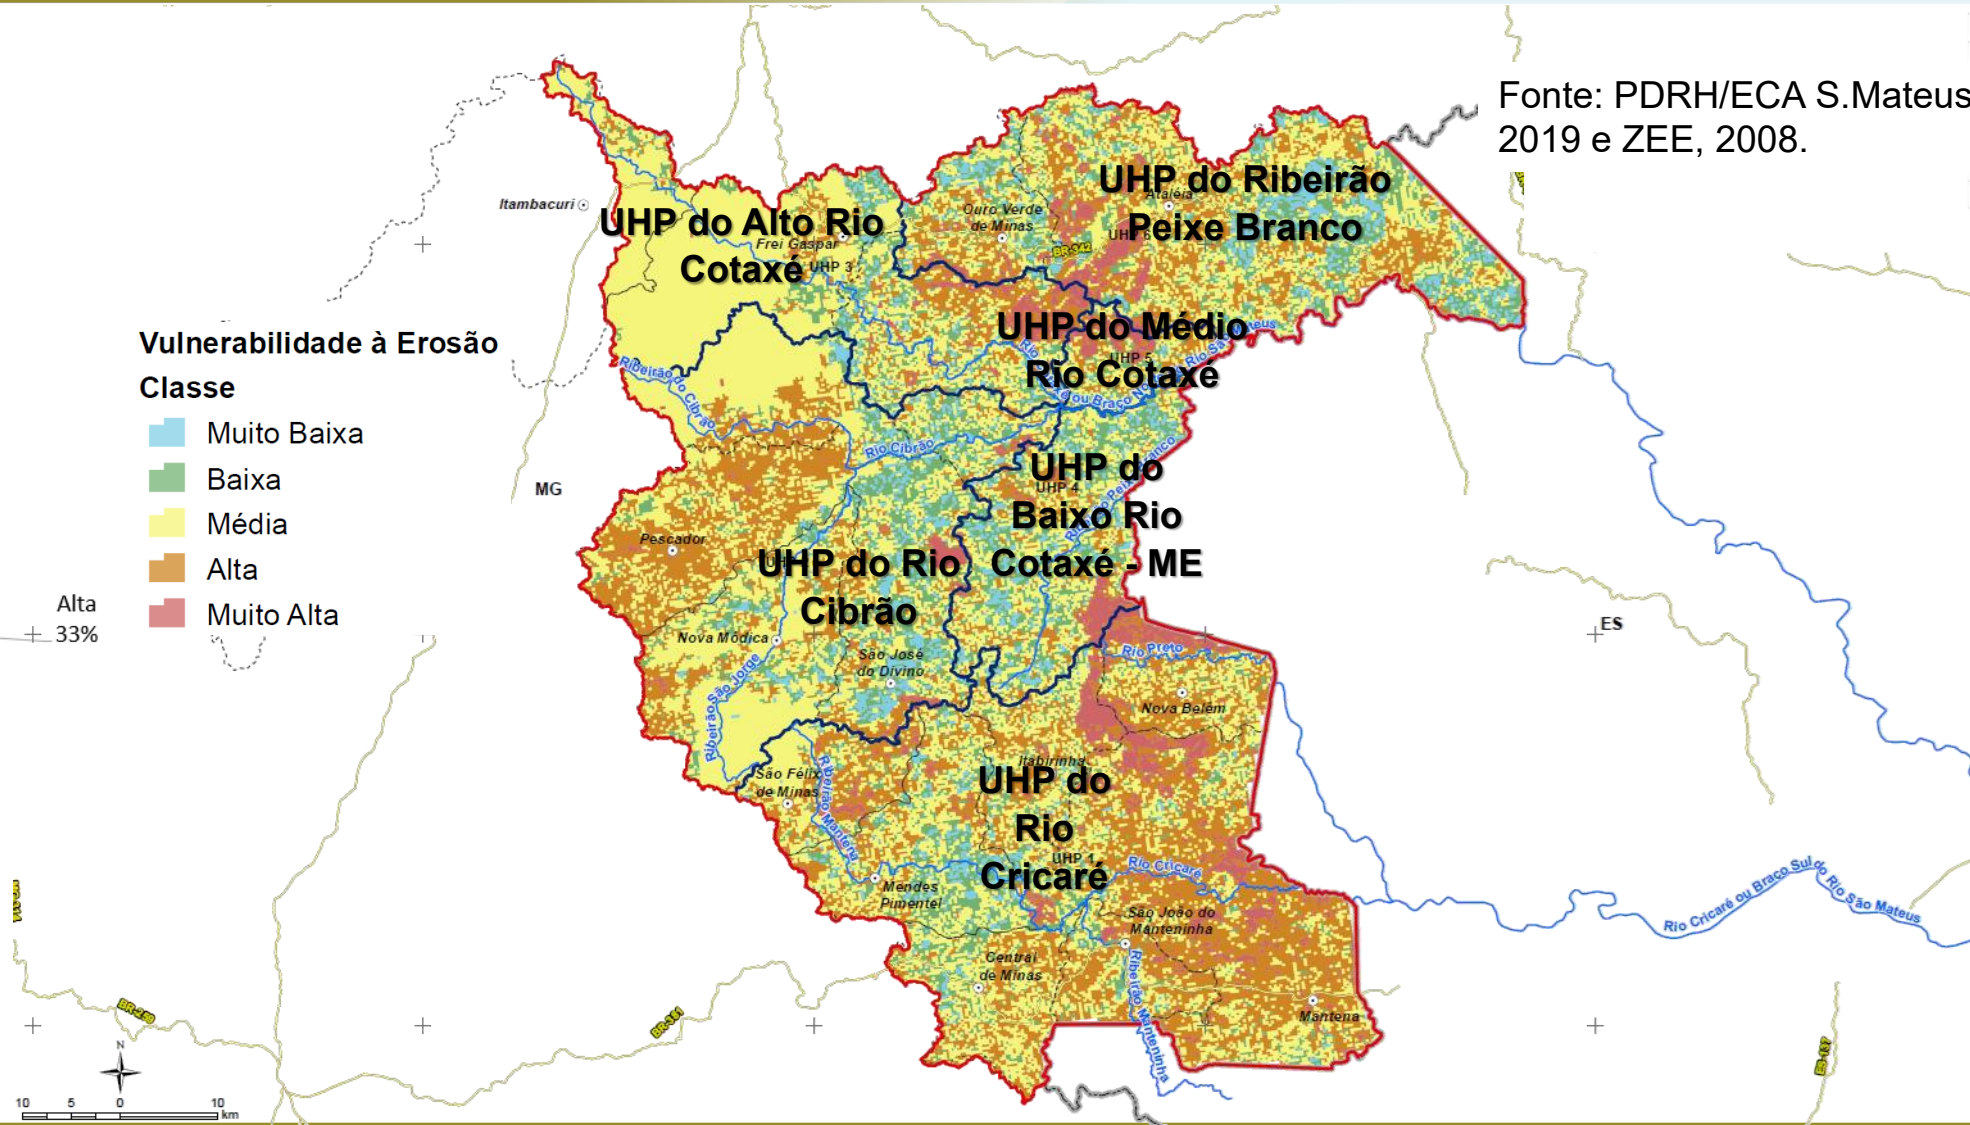 Fonte: PDRH/ECA S.Mateus
2019 e ZEE, 2008.
Itambacuri
UHP do Alto Rio
Cotaxé
Frei Gaspar
UHP 3
Ouro Verde
de Minas
BR-342
UHP do Ribeirão
Peixe Branco
Ataléia
UHP 6
UHP do Médio
Rio Cotaxé
UHP 5
Vulnerabilidade à Erosão
Classe
Muito Baixa
Baixa
Média
Alta
Muito Alta
Alta
33%
MG
ES
Ribeirão do Cibrão
Rio Cibrão
UHP do
Baixo Rio
Cotaxé - ME
UHP 4
Pescador
UHP do Rio
Cibrão
Nova Módica
São José
do Divino
Ribeirão São Jorge
Rio Preto
Nova Belém
São Félix
de Minas
Ribeirão Mantena
Itabirinha
UHP do
Rio
Cricaré
UHP 1
Rio Cricaré
Mendes
Pimentel
São João do
Manteninha
Central
de Minas
Ribeirão Manteninha
Mantena
Rio Cricaré ou Braço Sul do Rio São Mateus
BR-381
N
10 5 0 10
km